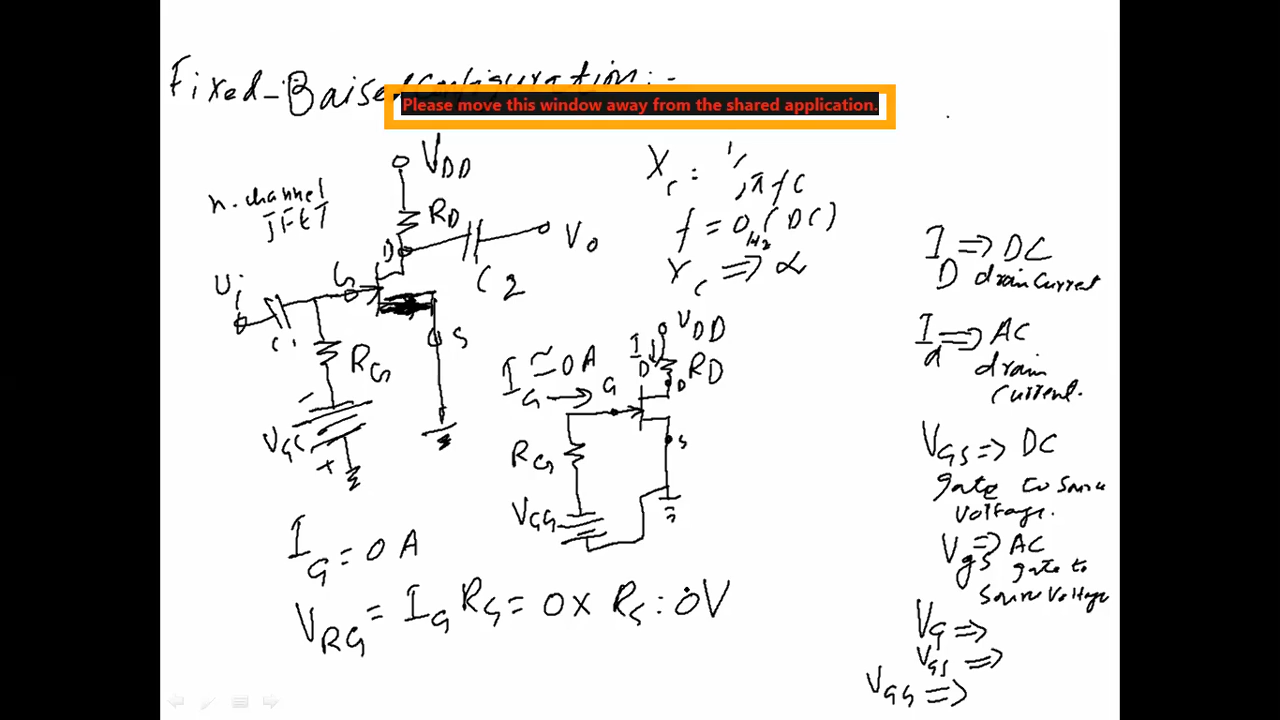 Fixed-Baised Configuration:-
Please move this window away from the shared application.
VDD
n-channel
JFET
RD
D
C2
Vo
G
Vi
C1
RG
S
VGG
+
Xc = 1/2πfC
f = 0Hz (DC)
Xc ⇒ α
VDD
ID
RD
D
IG ≃ 0A
G
RG
S
VGG
IG = 0 A
VRG = IG RG = 0 x RG : 0V
ID ⇒ DC
drain current
Id ⇒ AC
drain
current.
VGS ⇒ DC
gate to source
voltage.
Vgs ⇒ AC
gate to
source voltage
VG ⇒
VGS ⇒
VGG ⇒